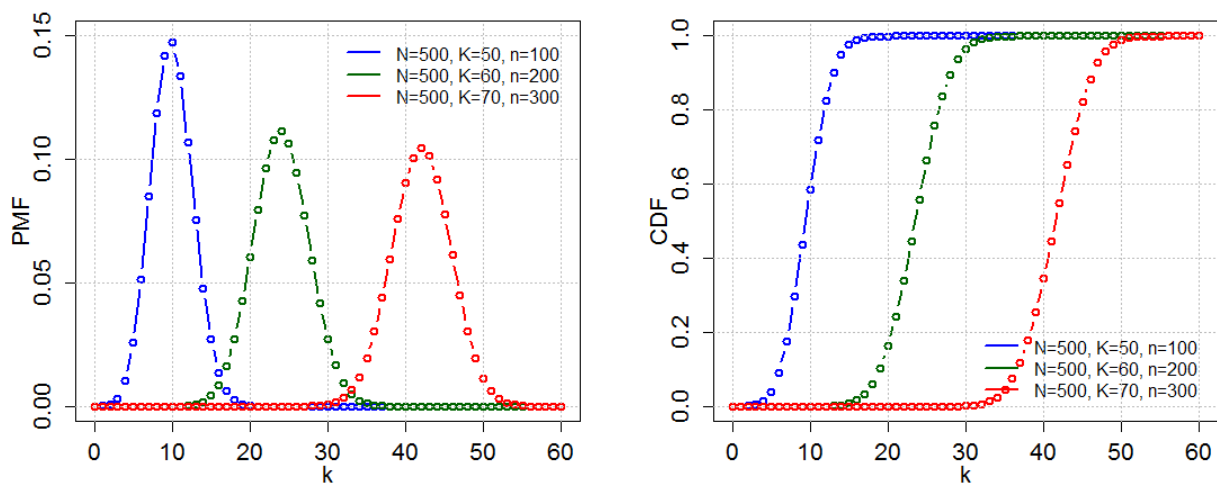 PMF
0.00 0.05 0.10 0.15
N=500, K=50, n=100
N=500, K=60, n=200
N=500, K=70, n=300
0 10 20 30 40 50 60
k
CDF
0.0 0.2 0.4 0.6 0.8 1.0
N=500, K=50, n=100
N=500, K=60, n=200
N=500, K=70, n=300
0 10 20 30 40 50 60
k